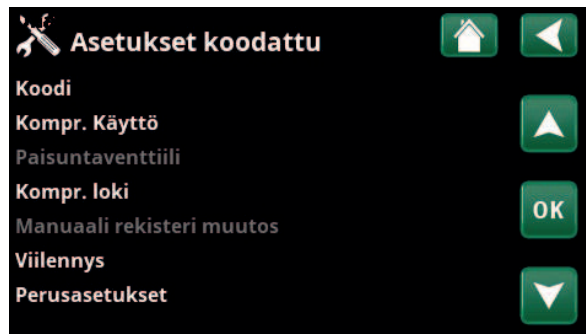 Asetukset koodattu
Koodi
Kompr. Käyttö
Paisuntaventtiili
Kompr. loki
OK
Manuaali rekisteri muutos
Viilennys
Perusasetukset